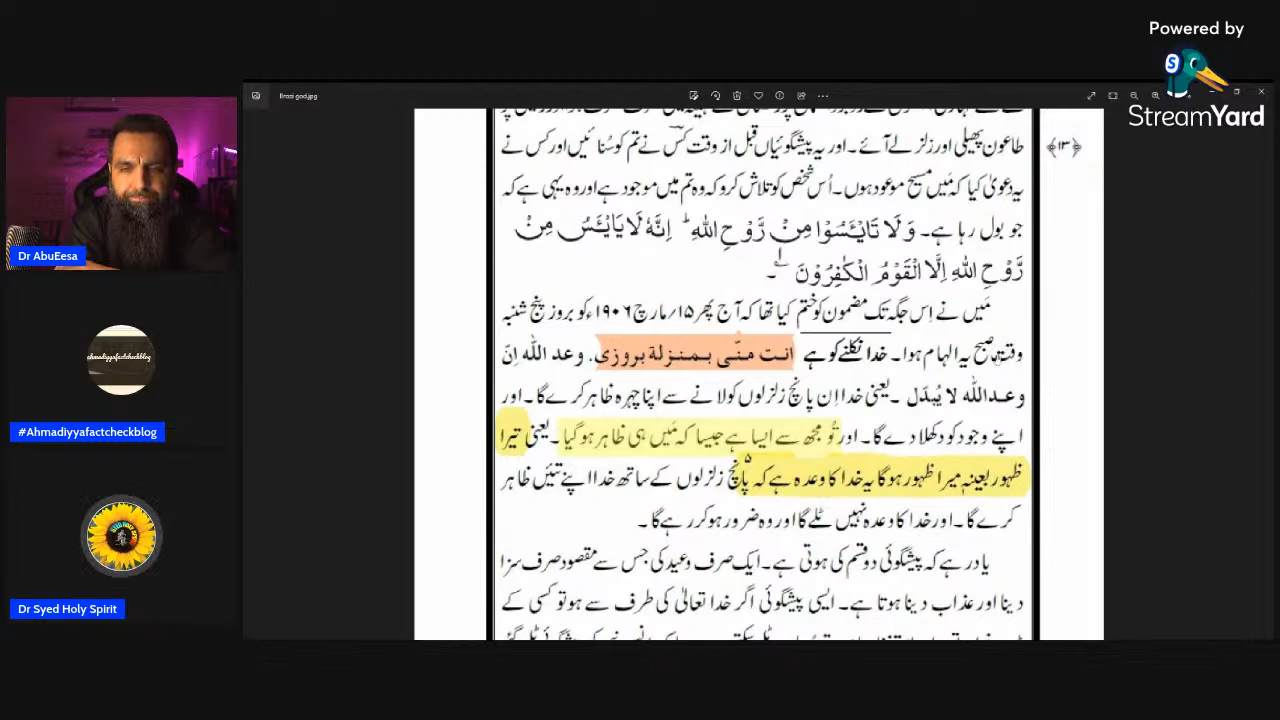 Powered by
StreamYard
Brozi god.jpg
Dr AbuEesa
ahmadiyyafactcheckblog
#Ahmadiyyafactcheckblog
Dr Syed Holy Spirit
﴿۱۳﴾
طاعون پھیلی اور زلزلے آئے۔ اور یہ پیشگوئیاں قبل از وقت کس نے تم کو سُنائیں اور کس نے
یہ دعویٰ کیا کہ مَیں مسیح موعود ہوں۔ اُس شخص کو تلاش کرو کہ وہ تم میں موجود ہے اور وہ یہی ہے کہ
جو بول رہا ہے۔ وَلَا تَايْـَٔسُوْا مِنْ رَّوْحِ اللّٰهِ ؕ اِنَّهٗ لَا يَايْـَٔسُ مِنْ
رَّوْحِ اللّٰهِ اِلَّا الْقَوْمُ الْكٰفِرُوْنَ ۔
مَیں نے اِس جگہ تک مضمون کو ختم کیا تھا کہ آج پھر ۱۵؍ مارچ ۱۹۰۶ء کو بروز پنج شنبہ
وقت صبح یہ الہام ہوا۔ خدا نکلنے کو ہے انت منّی بمنزلة بروزی۔ وعد الله انّ
وعد الله لا یُبدّل ۔ یعنی خدا اِن پانچ زلزلوں کو لانے سے اپنا چہرہ ظاہر کرے گا۔ اور
اپنے وجود کو دکھلا دے گا۔ اور تُو مجھ سے ایسا ہے جیسا کہ مَیں ہی ظاہر ہو گیا۔ یعنی تیرا
ظہور بعینہٖ میرا ظہور ہو گا یہ خدا کا وعدہ ہے کہ پانچ زلزلوں کے ساتھ خدا اپنے تئیں ظاہر
کرے گا۔ اور خدا کا وعدہ نہیں ٹلے گا اور وہ ضرور ہو کر رہے گا۔
یاد رہے کہ پیشگوئی دو قسم کی ہوتی ہے۔ ایک صرف وعید کی جس سے مقصود صرف سزا
دینا اور عذاب دینا ہوتا ہے۔ ایسی پیشگوئی اگر خدا تعالیٰ کی طرف سے ہو تو کسی کے